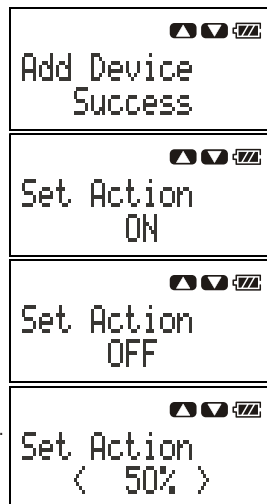 Add Device
Success
Set Action
ON
Set Action
OFF
Set Action
< 50% >